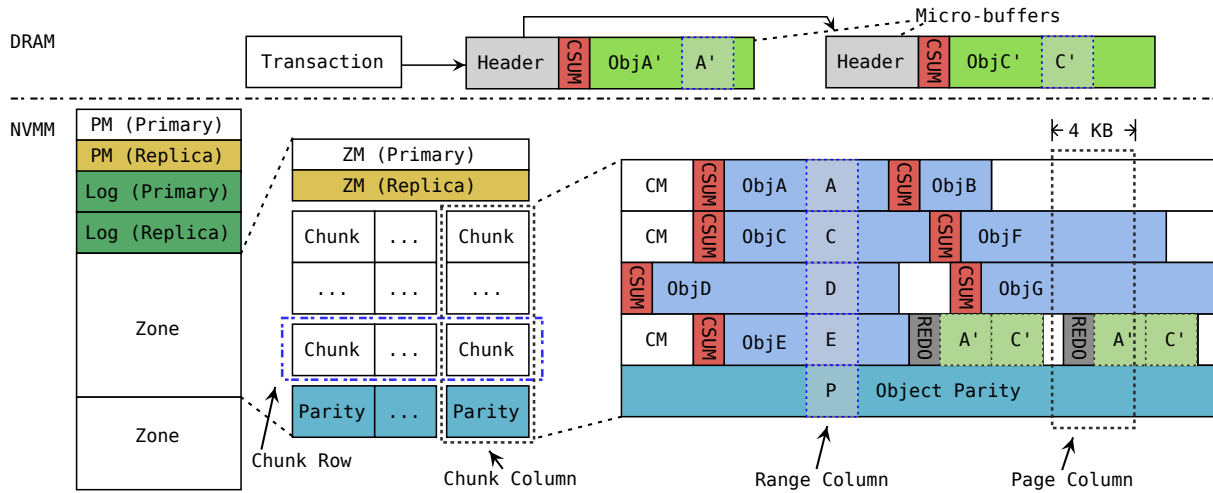 Micro-buffers
DRAM
Transaction
Header
CSUM
ObjA'
A'
Header
CSUM
ObjC'
C'
NVMM
PM (Primary)
PM (Replica)
Log (Primary)
Log (Replica)
Zone
Zone
ZM (Primary)
ZM (Replica)
Chunk
...
Chunk
...
...
...
Chunk
...
Chunk
Parity
...
Parity
Chunk Row
Chunk Column
4 KB
CM
CSUM
ObjA
A
CSUM
ObjB
CM
CSUM
ObjC
C
CSUM
ObjF
CSUM
ObjD
D
CSUM
ObjG
CM
CSUM
ObjE
E
REDO
A'
C'
REDO
A'
C'
P
Object Parity
Range Column
Page Column